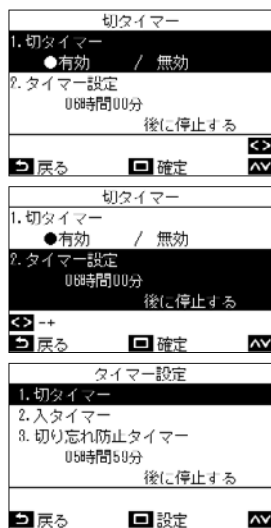 切タイマー
1.切タイマー
●有効 / 無効
2.タイマー設定
06時間00分
後に停止する
<>
戻る 確定
切タイマー
1.切タイマー
●有効 / 無効
2.タイマー設定
06時間00分
後に停止する
<> -+
戻る 確定
タイマー設定
1.切タイマー
2.入タイマー
3.切り忘れ防止タイマー
05時間59分
後に停止する
戻る 設定